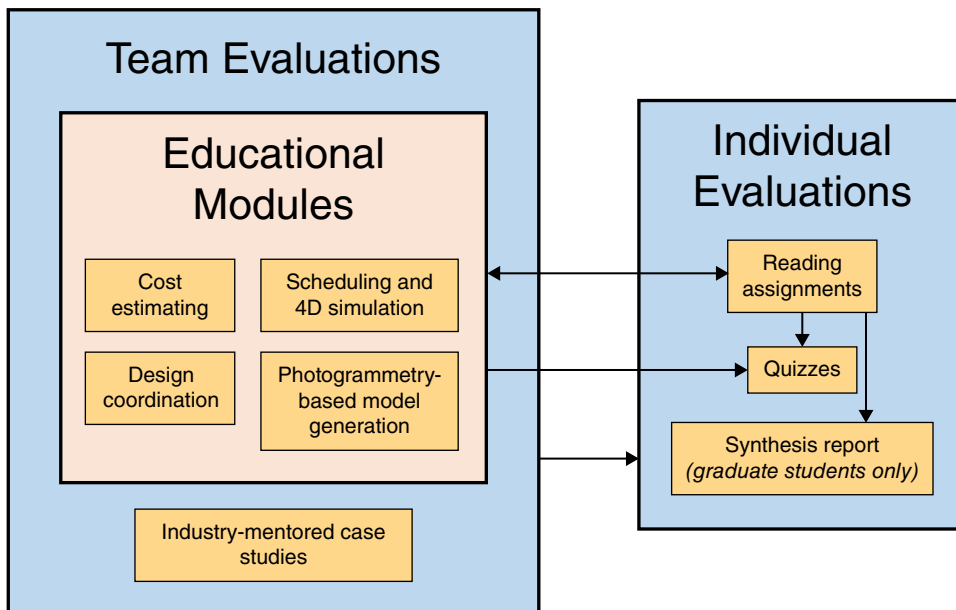 Team Evaluations
Educational
Modules
Cost
estimating
Scheduling and
4D simulation
Design
coordination
Photogrammetry-
based model
generation
Industry-mentored case
studies
Individual
Evaluations
Reading
assignments
Quizzes
Synthesis report
(graduate students only)